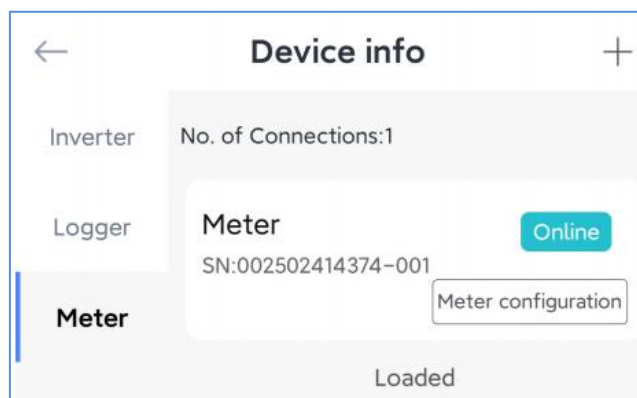 Device info
Inverter
No. of Connections:1
Logger
Meter
Online
SN:002502414374-001
Meter configuration
Meter
Loaded